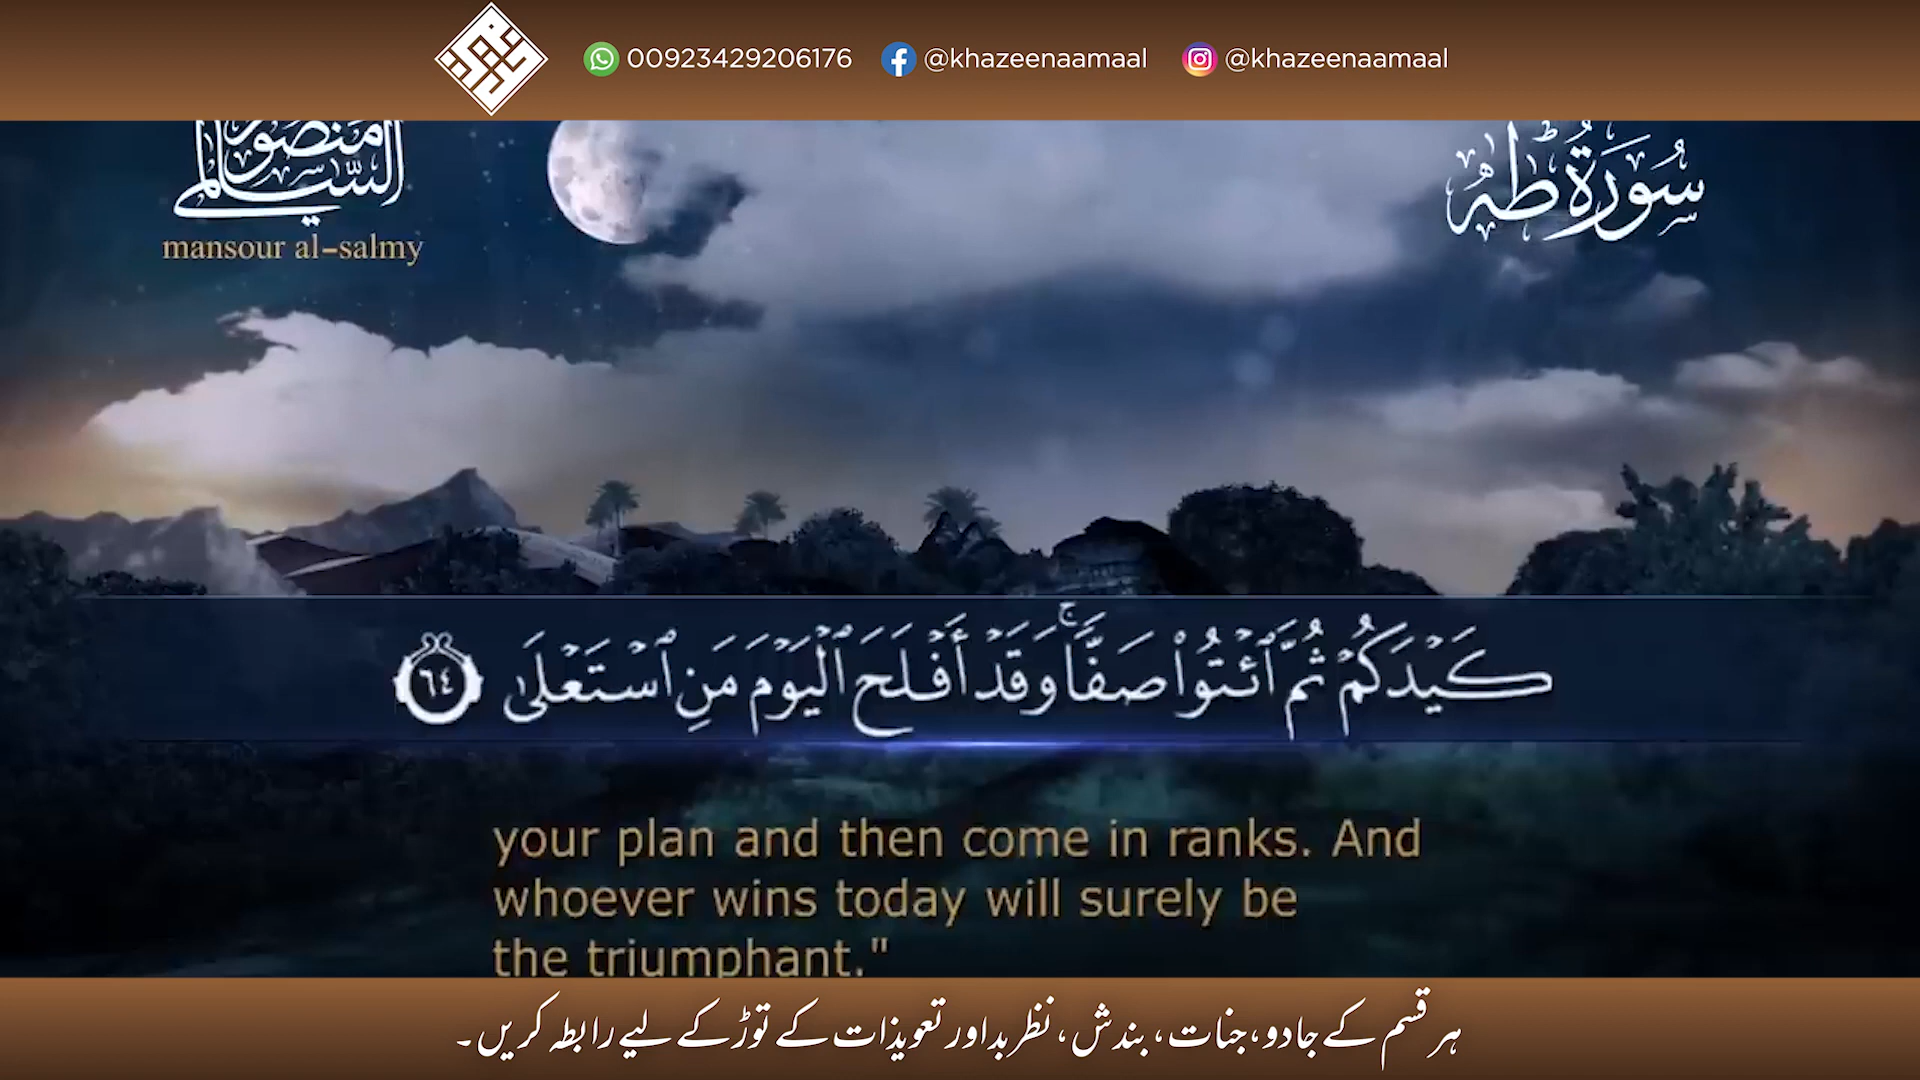 00923429206176 @khazeenaamaal @khazeenaamaal
منصور
السالمي
mansour al-salmy
سُورَةُ طه
كَيْدَكُمْ ثُمَّ ٱئْتُوا۟ صَفًّا ۚ وَقَدْ أَفْلَحَ ٱلْيَوْمَ مَنِ ٱسْتَعْلَىٰ ٦٤
your plan and then come in ranks. And
whoever wins today will surely be
the triumphant."
ہر قسم کے جادو، جنات، بندش، نظر بد اور تعویذات کے توڑ کے لیے رابطہ کریں۔